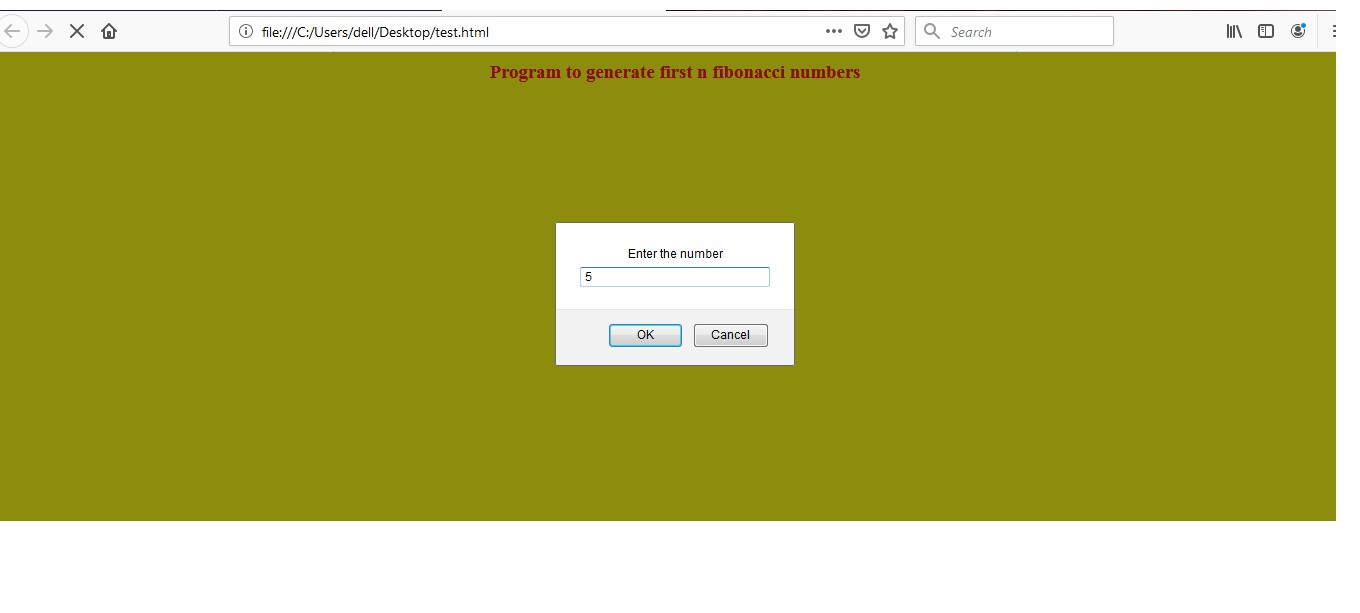 file:///C:/Users/dell/Desktop/test.html
Search
Program to generate first n fibonacci numbers
Enter the number
5
OK
Cancel